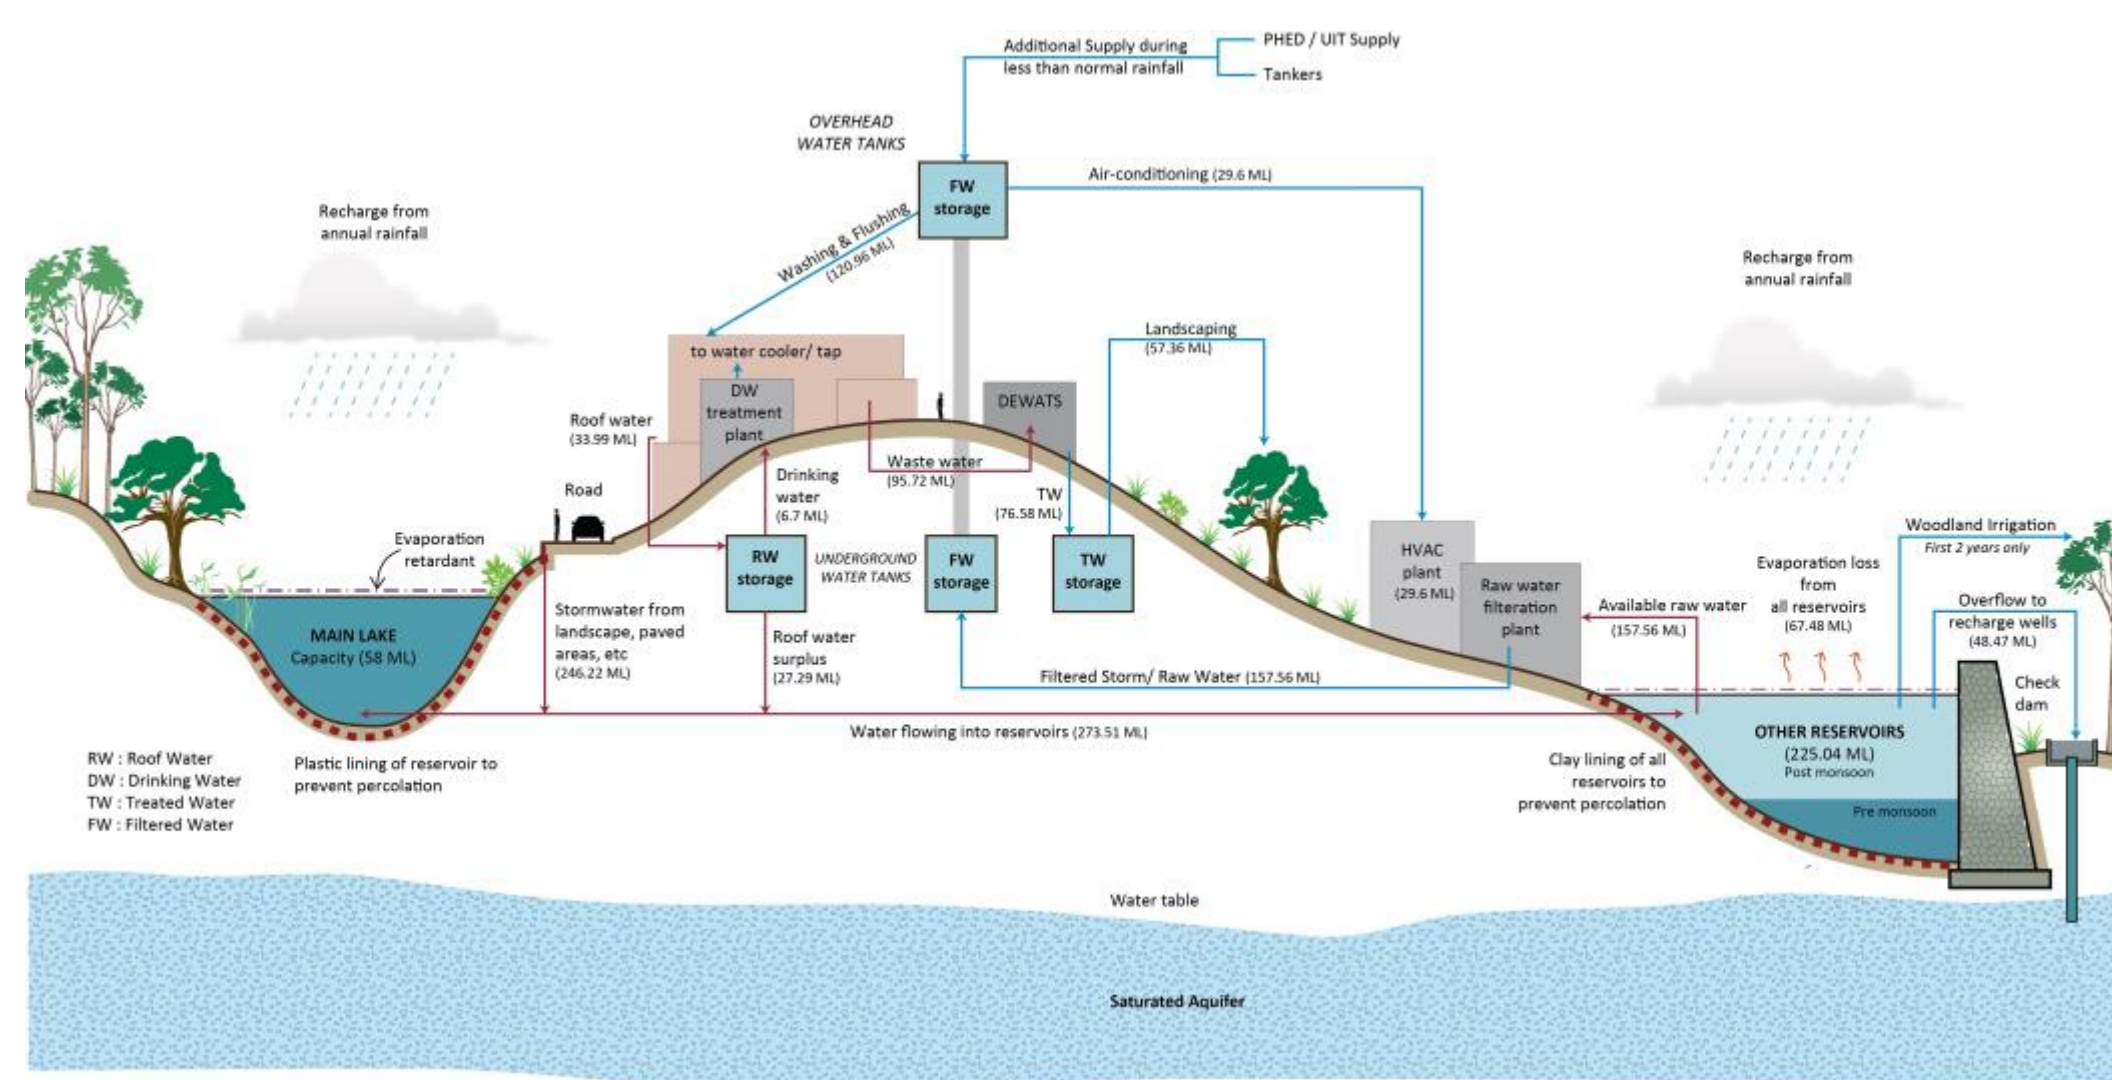 Additional Supply during
less than normal rainfall
PHED / UIT Supply
Tankers
OVERHEAD
WATER TANKS
FW
storage
Air-conditioning (29.6 ML)
Washing & Flushing
(120.96 ML)
Recharge from
annual rainfall
Recharge from
annual rainfall
to water cooler/ tap
DW
treatment
plant
Landscaping
(57.36 ML)
DEWATS
Roof water
(33.99 ML)
Road
Drinking
water
(6.7 ML)
Waste water
(95.72 ML)
TW
(76.58 ML)
Evaporation
retardant
RW
storage
UNDERGROUND
WATER TANKS
FW
storage
TW
storage
HVAC
plant
(29.6 ML)
Raw water
filteration
plant
Available raw water
(157.56 ML)
Evaporation loss
from
all reservoirs
(67.48 ML)
Woodland Irrigation
First 2 years only
Overflow to
recharge wells
(48.47 ML)
MAIN LAKE
Capacity (58 ML)
Stormwater from
landscape, paved
areas, etc
(246.22 ML)
Roof water
surplus
(27.29 ML)
Filtered Storm/ Raw Water (157.56 ML)
Check
dam
Water flowing into reservoirs (273.51 ML)
OTHER RESERVOIRS
(225.04 ML)
Post monsoon
Pre monsoon
RW : Roof Water
DW : Drinking Water
TW : Treated Water
FW : Filtered Water
Plastic lining of reservoir to
prevent percolation
Clay lining of all
reservoirs to
prevent percolation
Water table
Saturated Aquifer